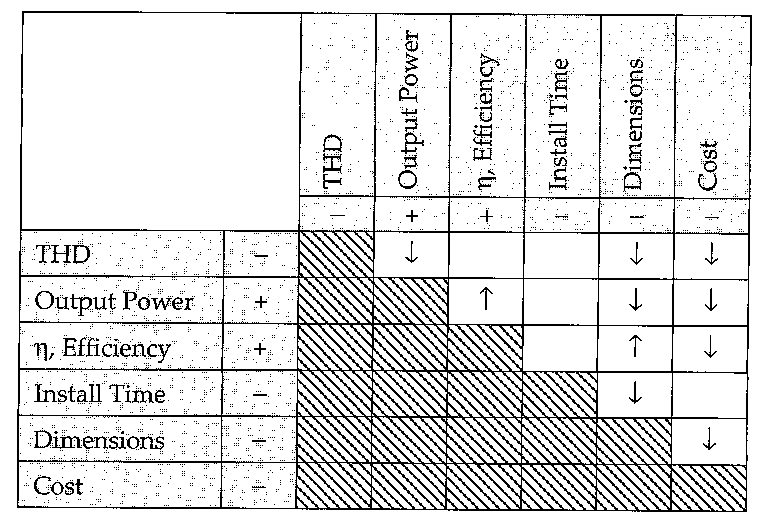 THD
Output Power
η, Efficiency
Install Time
Dimensions
Cost
− + + − − −
THD − ↓ ↓ ↓
Output Power + ↑ ↓ ↓
η, Efficiency + ↑ ↓
Install Time − ↓
Dimensions − ↓
Cost −